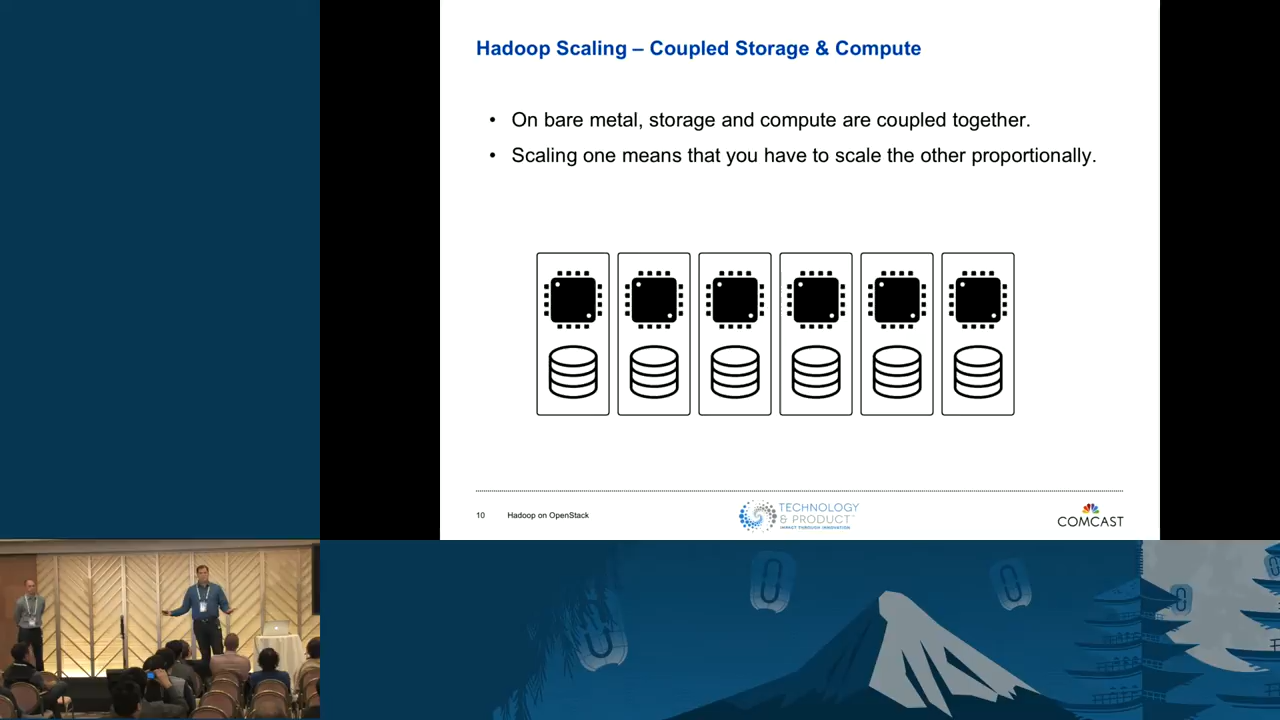 Hadoop Scaling – Coupled Storage & Compute
• On bare metal, storage and compute are coupled together.
• Scaling one means that you have to scale the other proportionally.
10 Hadoop on OpenStack
TECHNOLOGY
& PRODUCT
IMPACT THROUGH INNOVATION
COMCAST